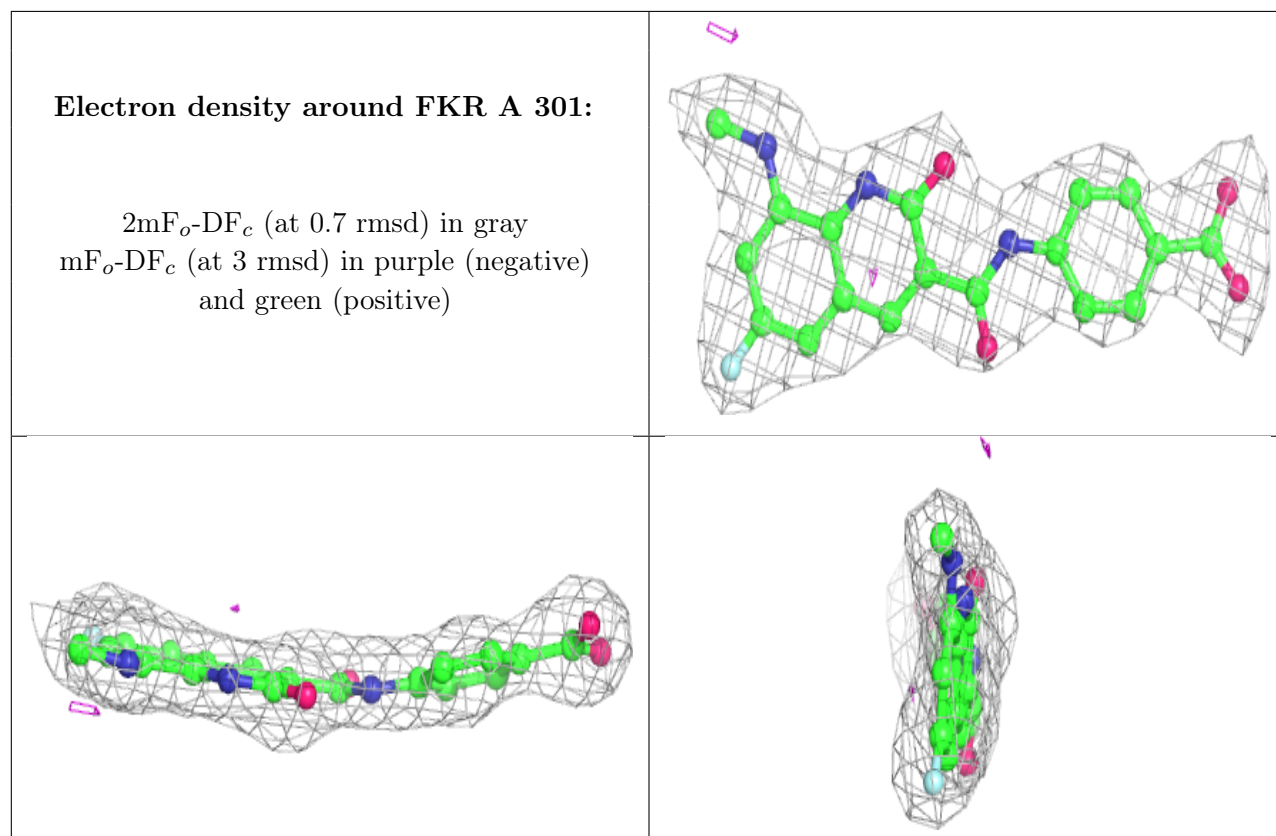 Electron density around FKR A 301:
2mFo-DFc (at 0.7 rmsd) in gray
mFo-DFc (at 3 rmsd) in purple (negative)
and green (positive)